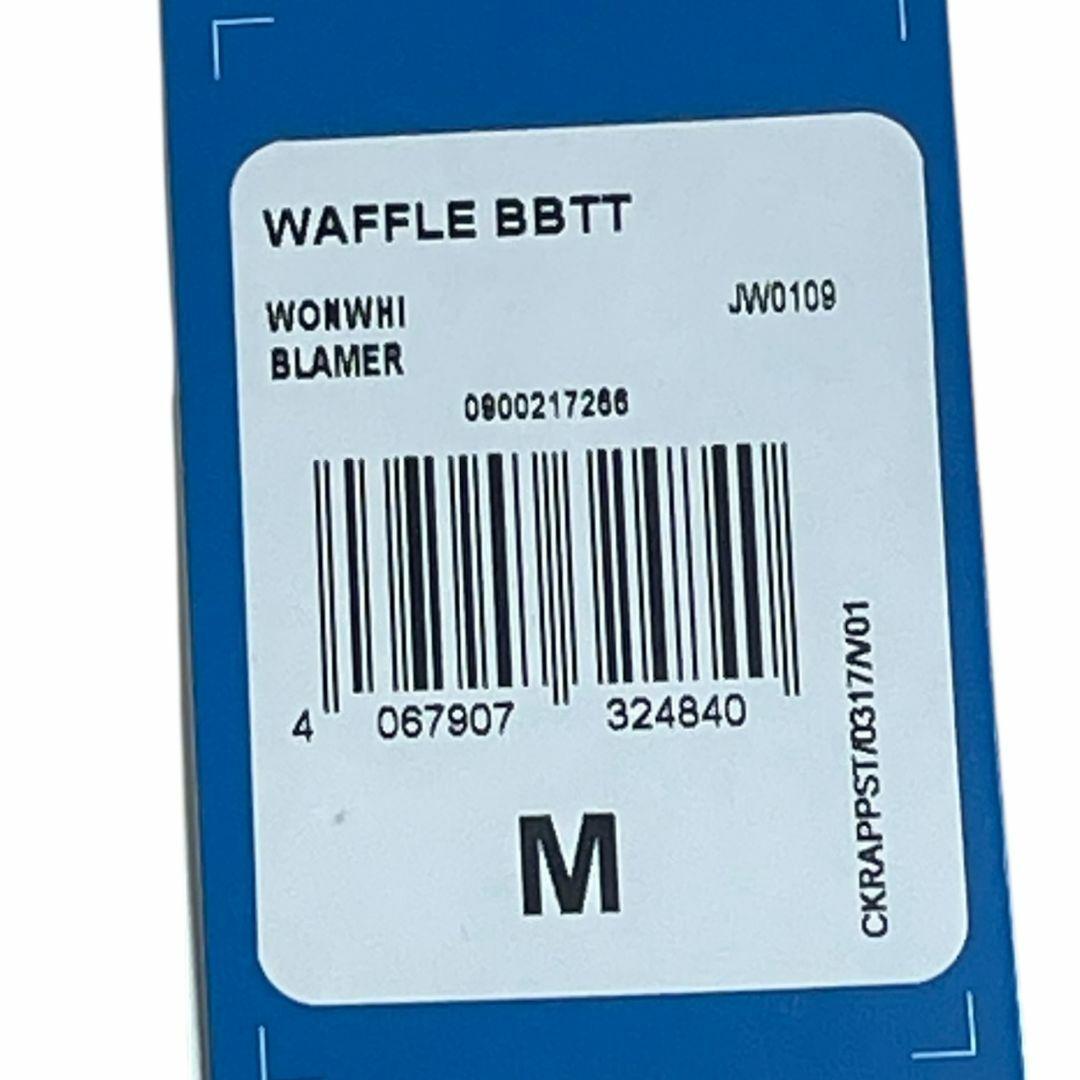 WAFFLE BBTT
WONWHI JW0109
BLAMER
0900217266
4 067907 324840
M
CKRAPPST/0317/V01